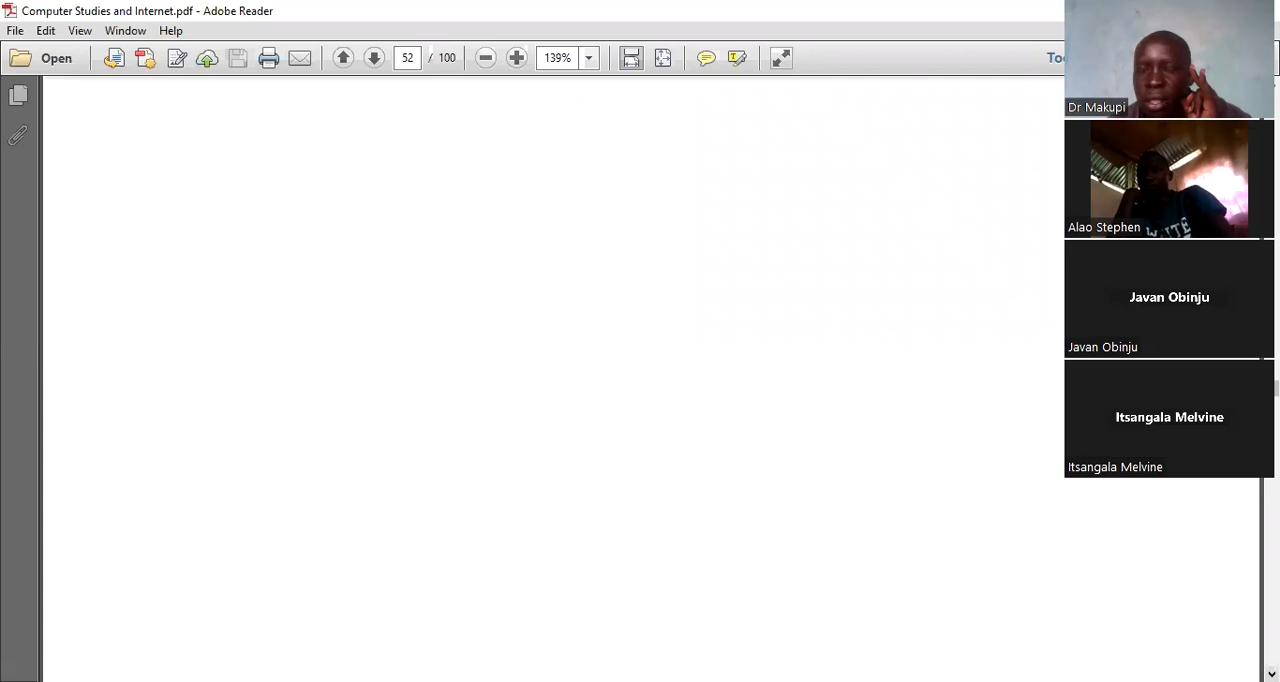 Computer Studies and Internet.pdf - Adobe Reader
File Edit View Window Help
Open 52 / 100 139%
Dr Makupi
WAITE
Alao Stephen
Javan Obinju
Javan Obinju
Itsangala Melvine
Itsangala Melvine